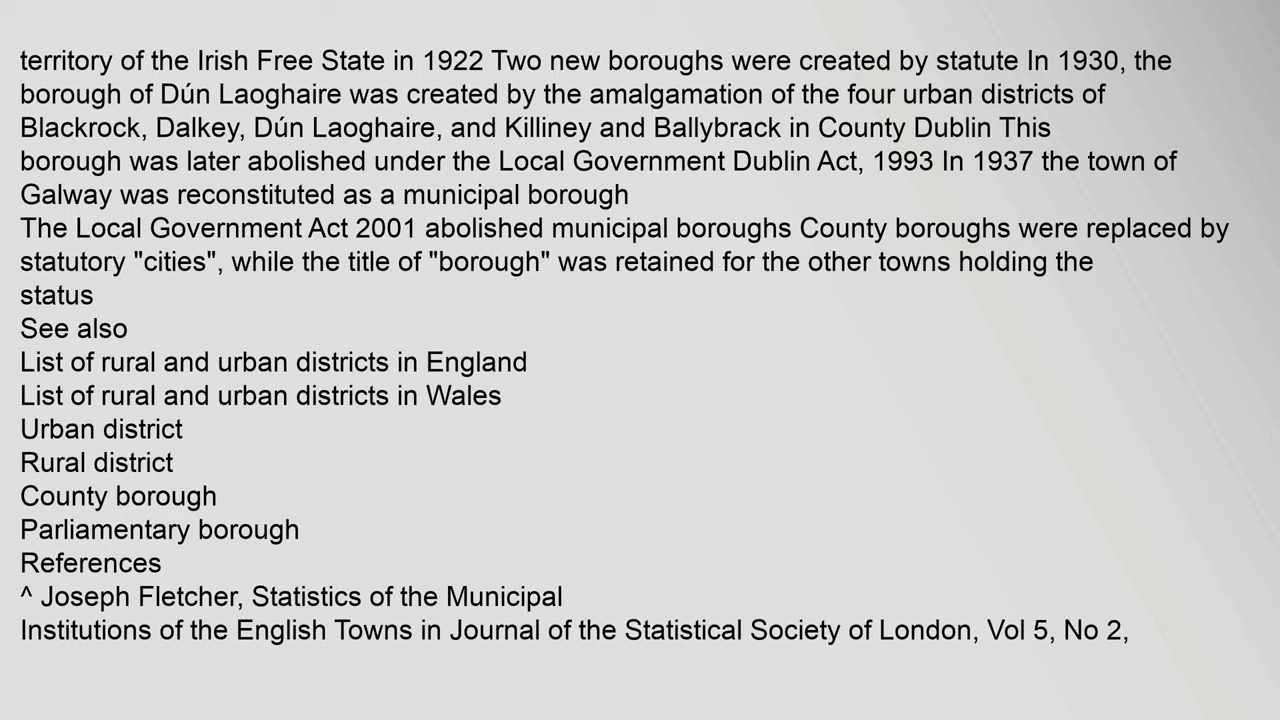 territory of the Irish Free State in 1922 Two new boroughs were created by statute In 1930, the
borough of Dún Laoghaire was created by the amalgamation of the four urban districts of
Blackrock, Dalkey, Dún Laoghaire, and Killiney and Ballybrack in County Dublin This
borough was later abolished under the Local Government Dublin Act, 1993 In 1937 the town of
Galway was reconstituted as a municipal borough
The Local Government Act 2001 abolished municipal boroughs County boroughs were replaced by
statutory "cities", while the title of "borough" was retained for the other towns holding the
status
See also
List of rural and urban districts in England
List of rural and urban districts in Wales
Urban district
Rural district
County borough
Parliamentary borough
References
^ Joseph Fletcher, Statistics of the Municipal
Institutions of the English Towns in Journal of the Statistical Society of London, Vol 5, No 2,